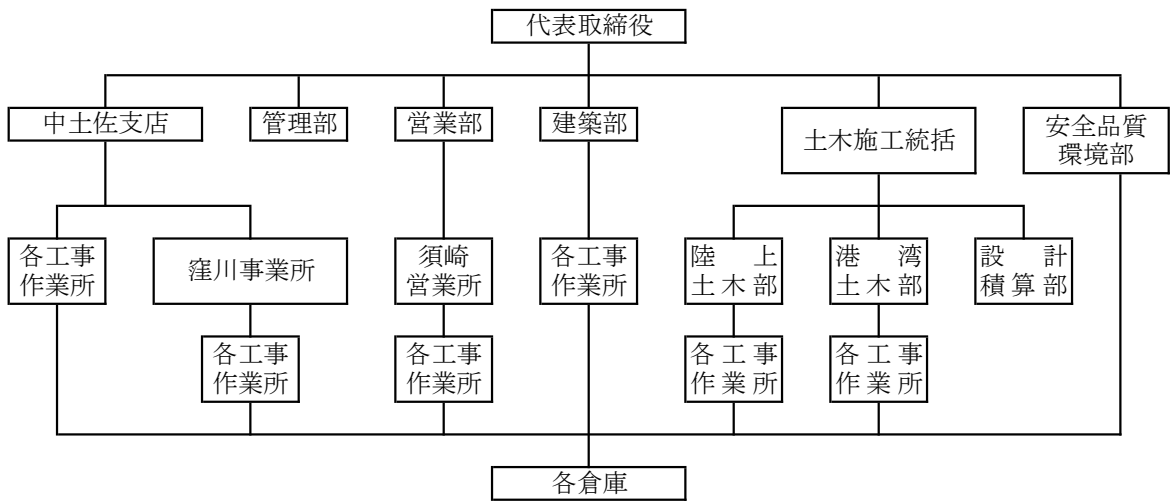 代表取締役
中土佐支店
管理部
営業部
建築部
土木施工統括
安全品質
環境部
各工事
作業所
窪川事業所
須崎
営業所
各工事
作業所
陸上
土木部
港湾
土木部
設計
積算部
各工事
作業所
各工事
作業所
各工事
作業所
各工事
作業所
各倉庫